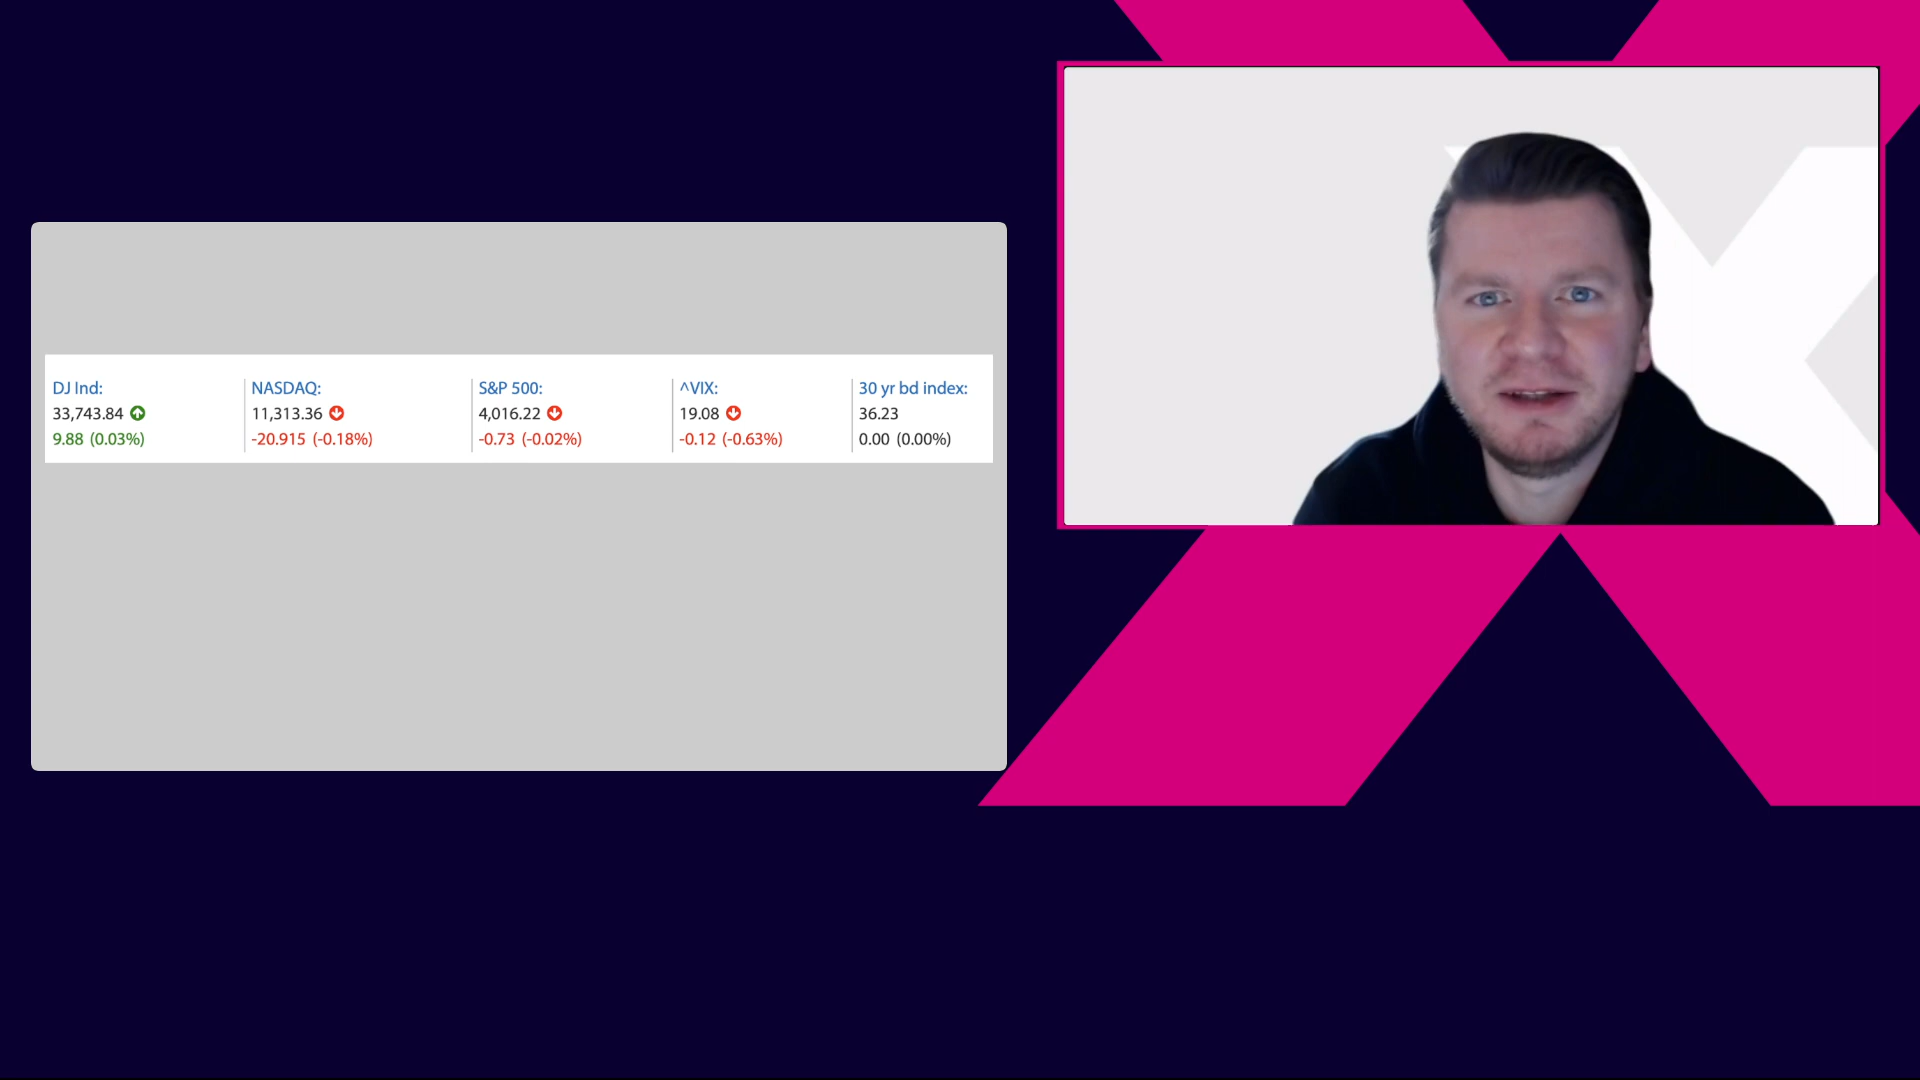 DJ Ind:
33,743.84
9.88 (0.03%)
NASDAQ:
11,313.36
-20.915 (-0.18%)
S&P 500:
4,016.22
-0.73 (-0.02%)
^VIX:
19.08
-0.12 (-0.63%)
30 yr bd index:
36.23
0.00 (0.00%)